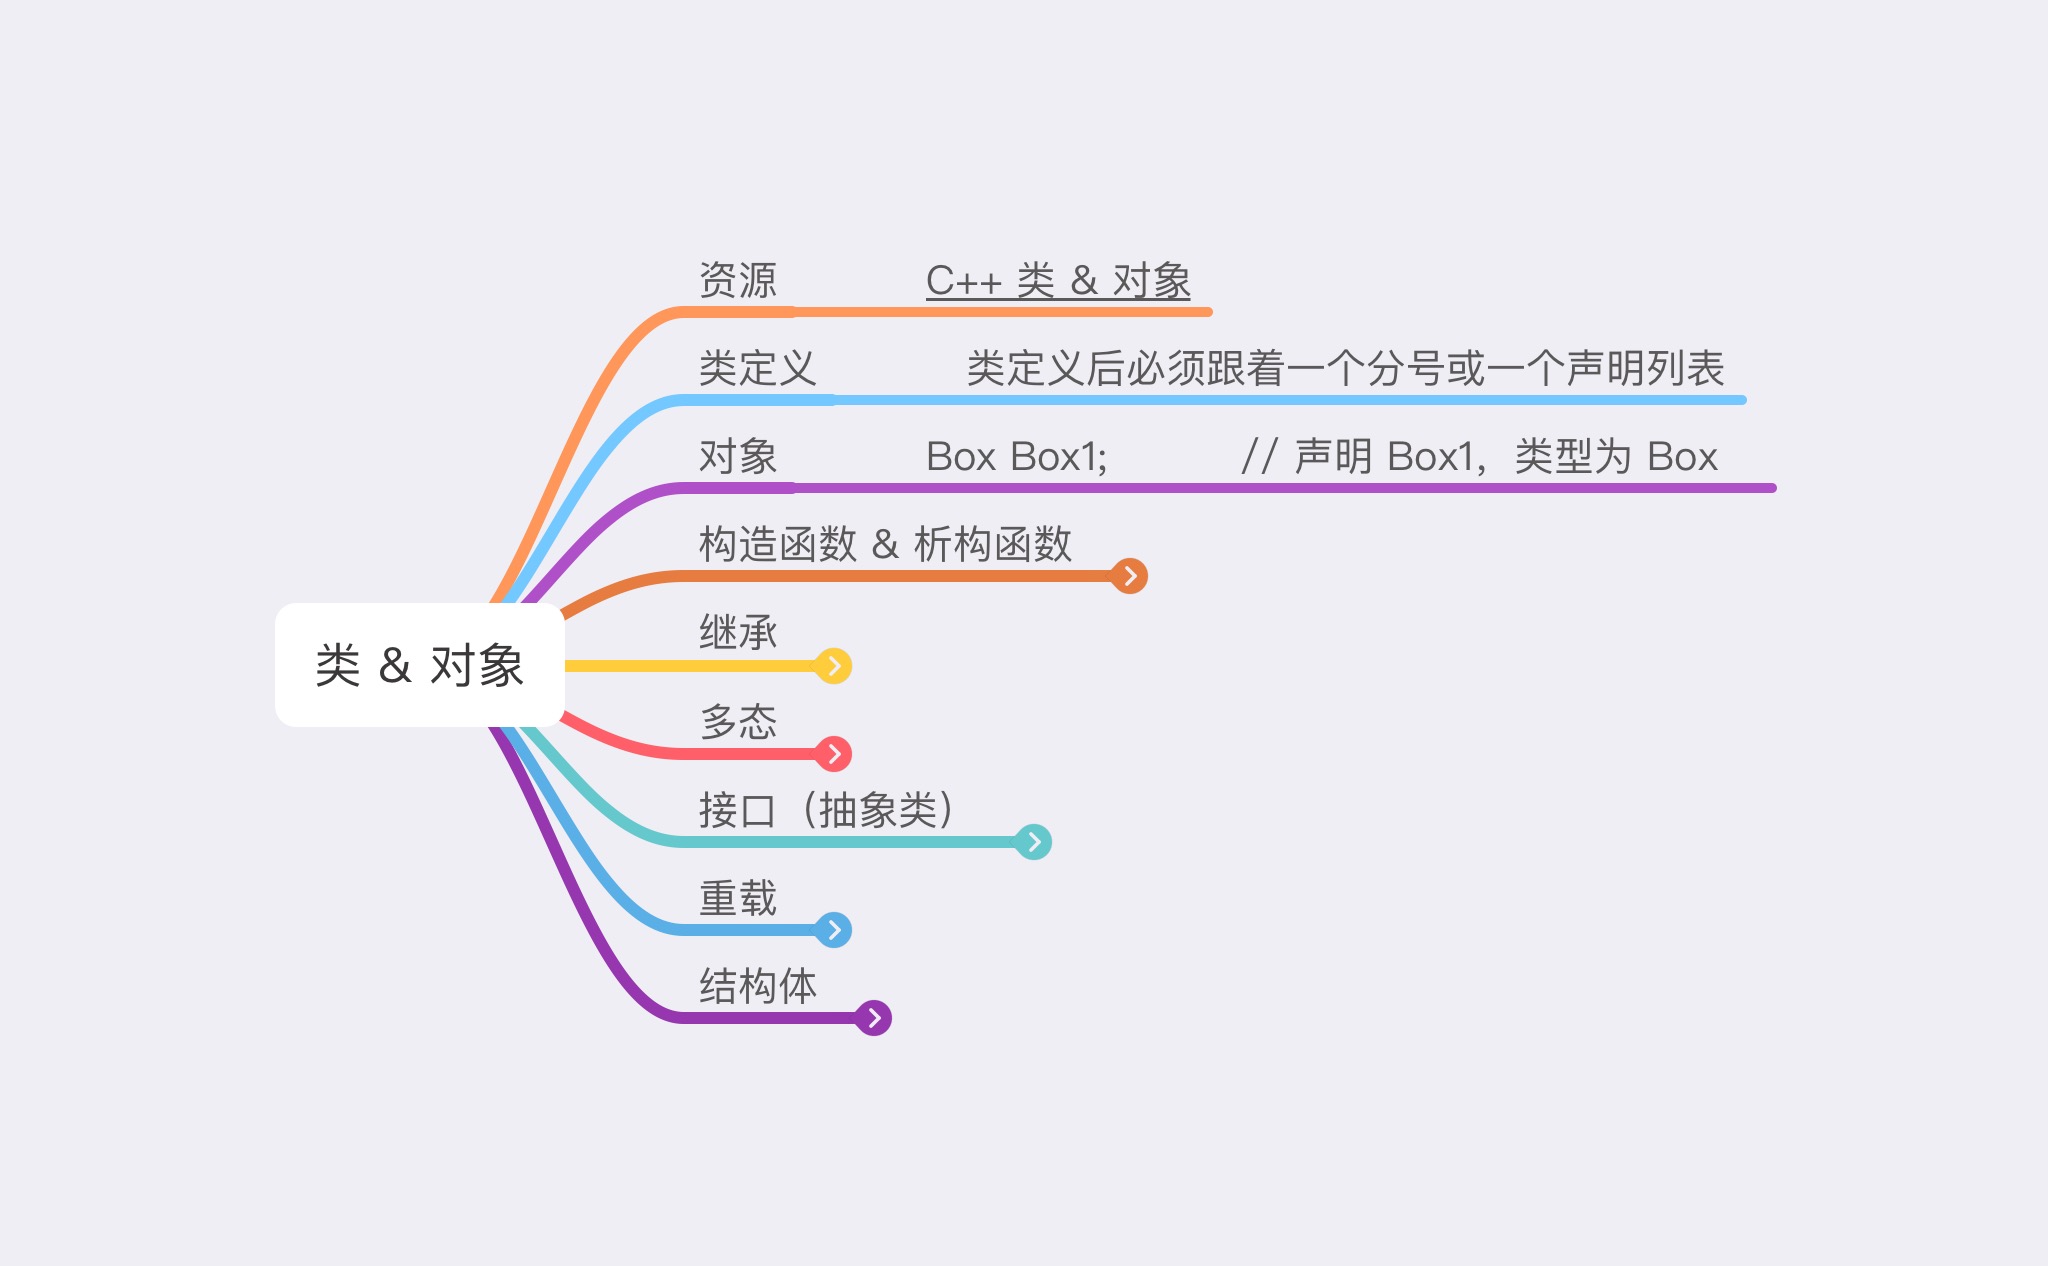 资源 C++ 类 & 对象
类定义 类定义后必须跟着一个分号或一个声明列表
对象 Box Box1; // 声明 Box1，类型为 Box
构造函数 & 析构函数
继承
类 & 对象
多态
接口（抽象类）
重载
结构体